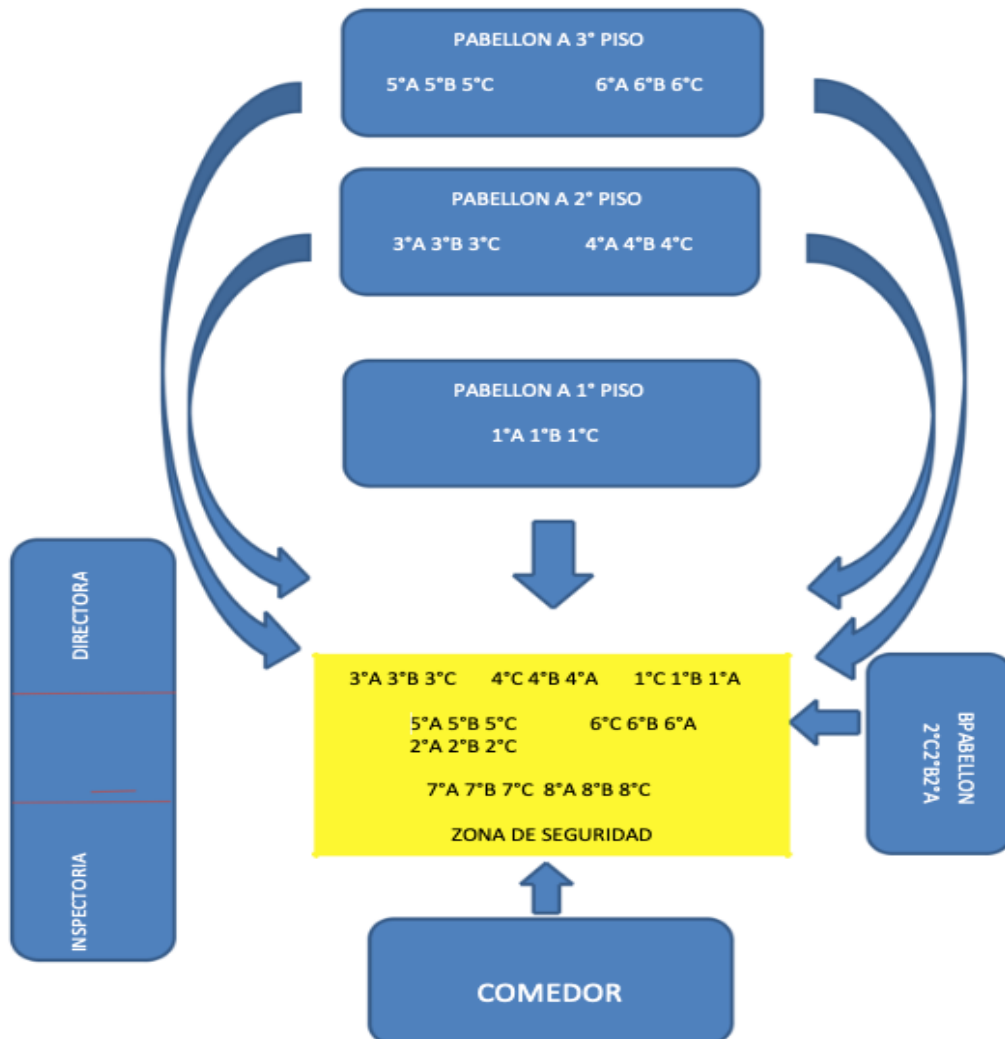 PABELLON A 3° PISO
5°A 5°B 5°C 6°A 6°B 6°C
PABELLON A 2° PISO
3°A 3°B 3°C 4°A 4°B 4°C
PABELLON A 1° PISO
1°A 1°B 1°C
DIRECTORA
INSPECTORIA
3°A 3°B 3°C 4°C 4°B 4°A 1°C 1°B 1°A
5°A 5°B 5°C 6°C 6°B 6°A
2°A 2°B 2°C
7°A 7°B 7°C 8°A 8°B 8°C
ZONA DE SEGURIDAD
BPABELLON
2°C2°B2°A
COMEDOR